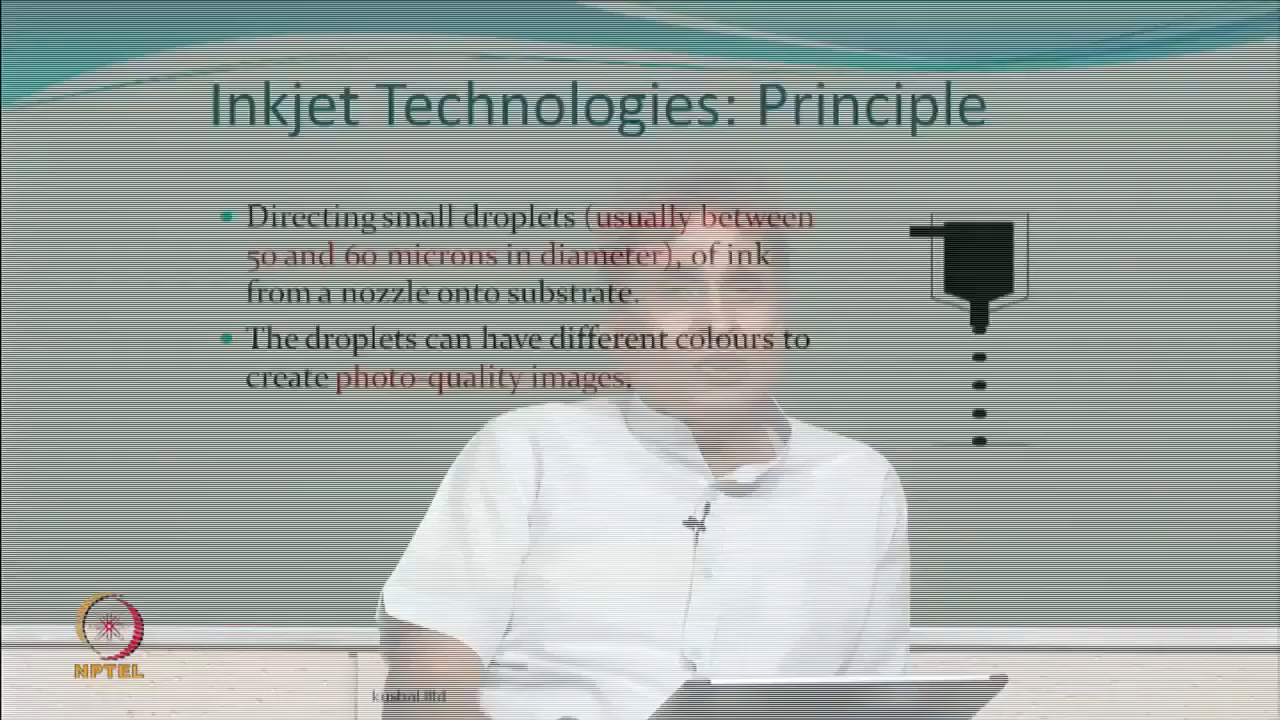 Inkjet Technologies: Principle
Directing small droplets (usually between
50 and 60 microns in diameter), of ink
from a nozzle onto substrate.
The droplets can have different colours to
create photo-quality images.
NPTEL